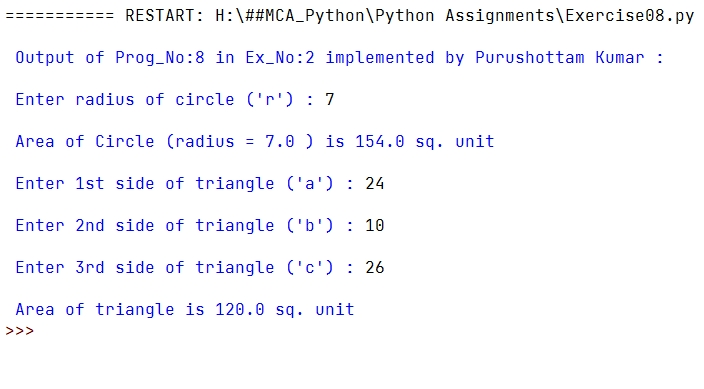 =========== RESTART: H:\##MCA_Python\Python Assignments\Exercise08.py
Output of Prog_No:8 in Ex_No:2 implemented by Purushottam Kumar :
Enter radius of circle ('r') : 7
Area of Circle (radius = 7.0 ) is 154.0 sq. unit
Enter 1st side of triangle ('a') : 24
Enter 2nd side of triangle ('b') : 10
Enter 3rd side of triangle ('c') : 26
Area of triangle is 120.0 sq. unit
>>>